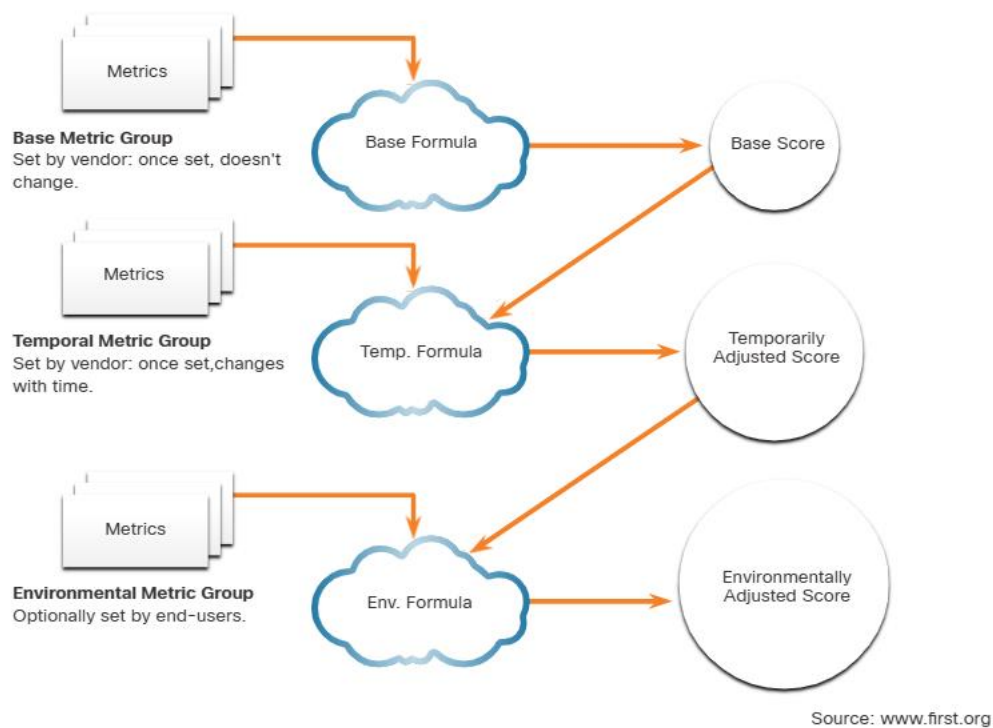 Metrics
Base Metric Group
Set by vendor: once set, doesn't
change.
Base Formula
Base Score
Metrics
Temporal Metric Group
Set by vendor: once set,changes
with time.
Temp. Formula
Temporarily
Adjusted Score
Metrics
Environmental Metric Group
Optionally set by end-users.
Env. Formula
Environmentally
Adjusted Score
Source: www.first.org